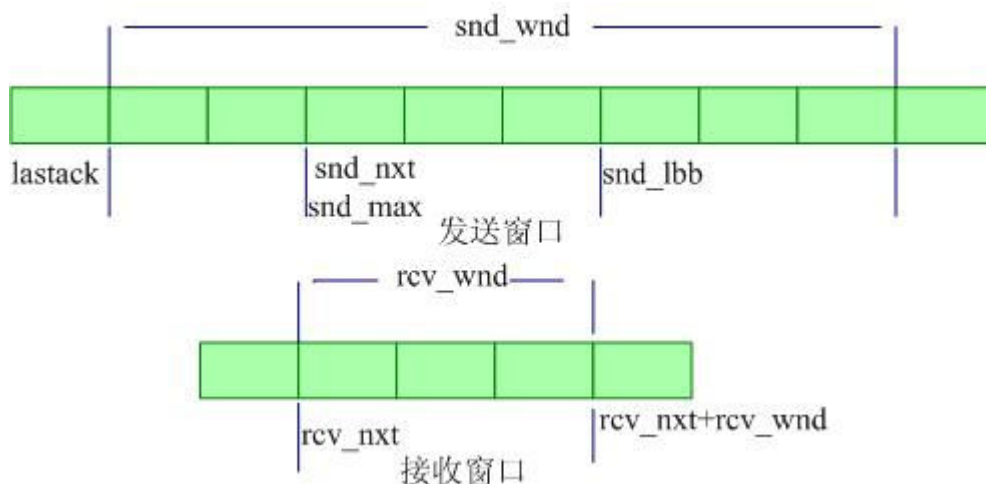 snd_wnd
lastack
snd_nxt
snd_max
snd_lbb
发送窗口
rcv_wnd
rcv_nxt
rcv_nxt+rcv_wnd
接收窗口